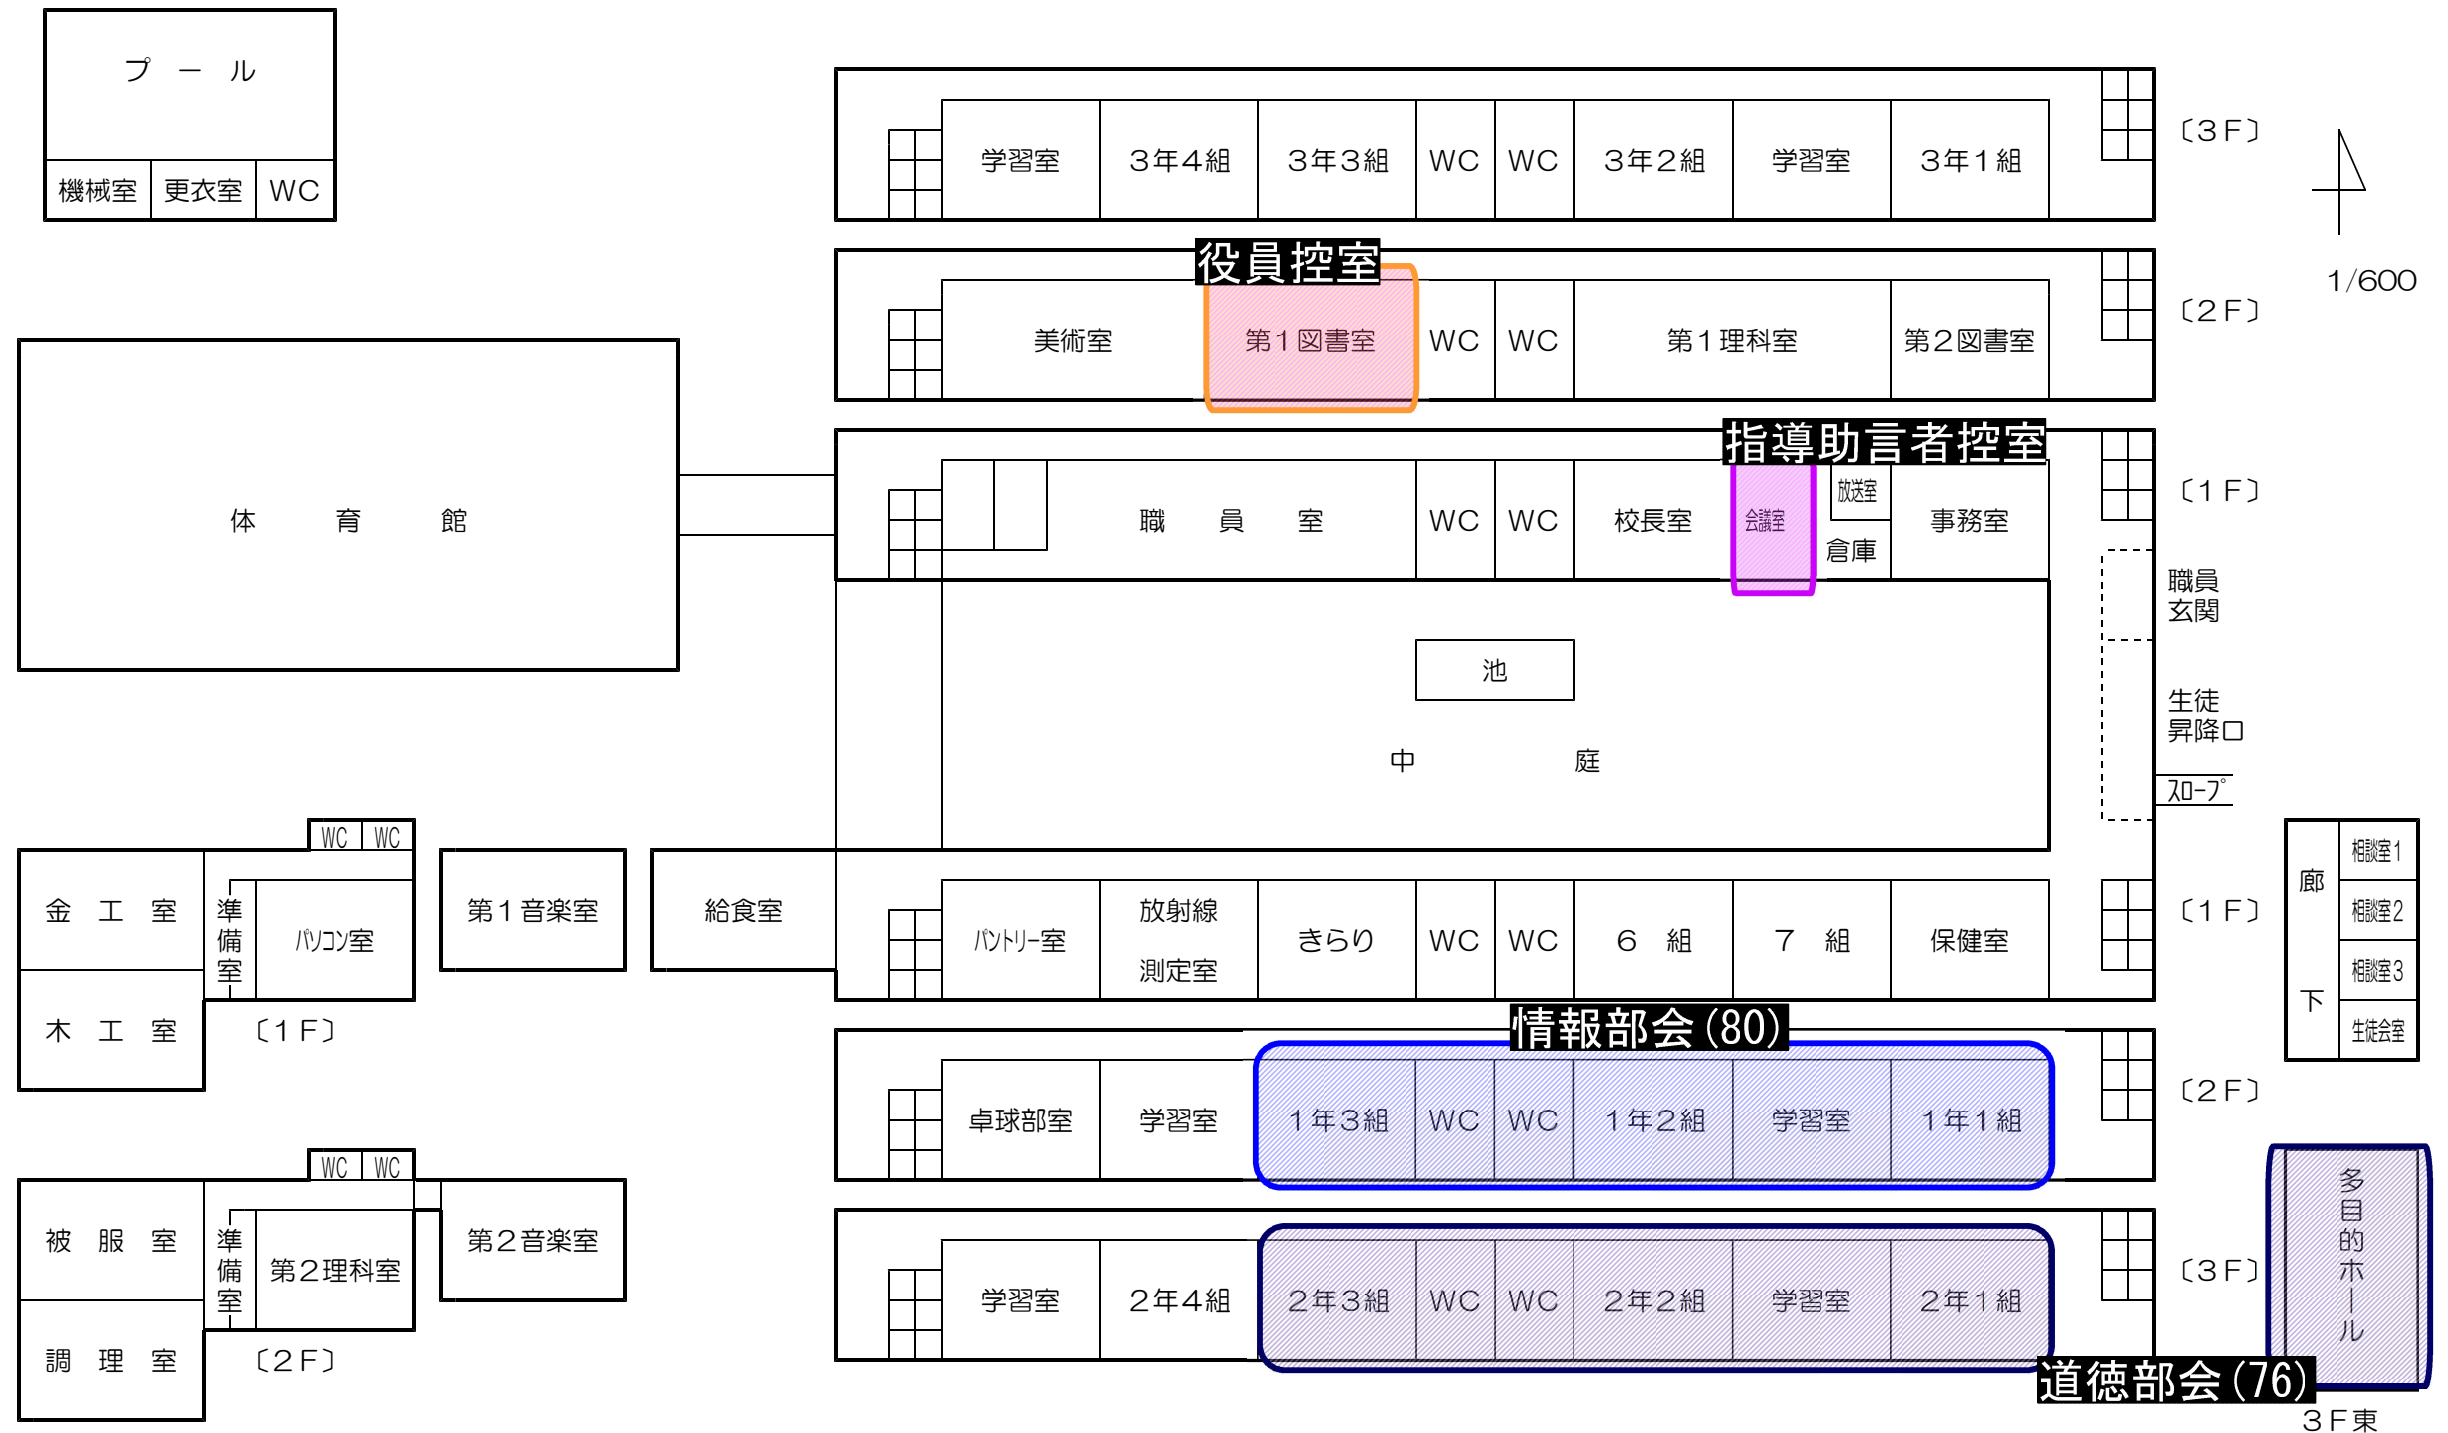 プール
機械室 更衣室 ＷＣ
学習室 ３年４組 ３年３組 ＷＣ ＷＣ ３年２組 学習室 ３年１組 〔３Ｆ〕
1/600
役員控室
美術室 第１図書室 ＷＣ ＷＣ 第１理科室 第２図書室 〔２Ｆ〕
指導助言者控室
体育館
職員室 ＷＣ ＷＣ 校長室 会議室 放送室 倉庫 事務室 〔１Ｆ〕
職員
玄関
池
生徒
昇降口
中庭
ｽﾛｰﾌﾟ
ＷＣ ＷＣ
金工室 準備室 パソコン室 第１音楽室 給食室
パントリー室 放射線
測定室
きらり ＷＣ ＷＣ ６組 ７組 保健室 〔１Ｆ〕
廊下
相談室１
相談室２
相談室３
生徒会室
木工室 〔１Ｆ〕
情報部会(80)
卓球部室 学習室 １年３組 ＷＣ ＷＣ １年２組 学習室 １年１組 〔２Ｆ〕
ＷＣ ＷＣ
被服室 準備室 第２理科室 第２音楽室
学習室 ２年４組 ２年３組 ＷＣ ＷＣ ２年２組 学習室 ２年１組 〔３Ｆ〕
多目的ホール
調理室 〔２Ｆ〕
道徳部会(76)
３Ｆ東